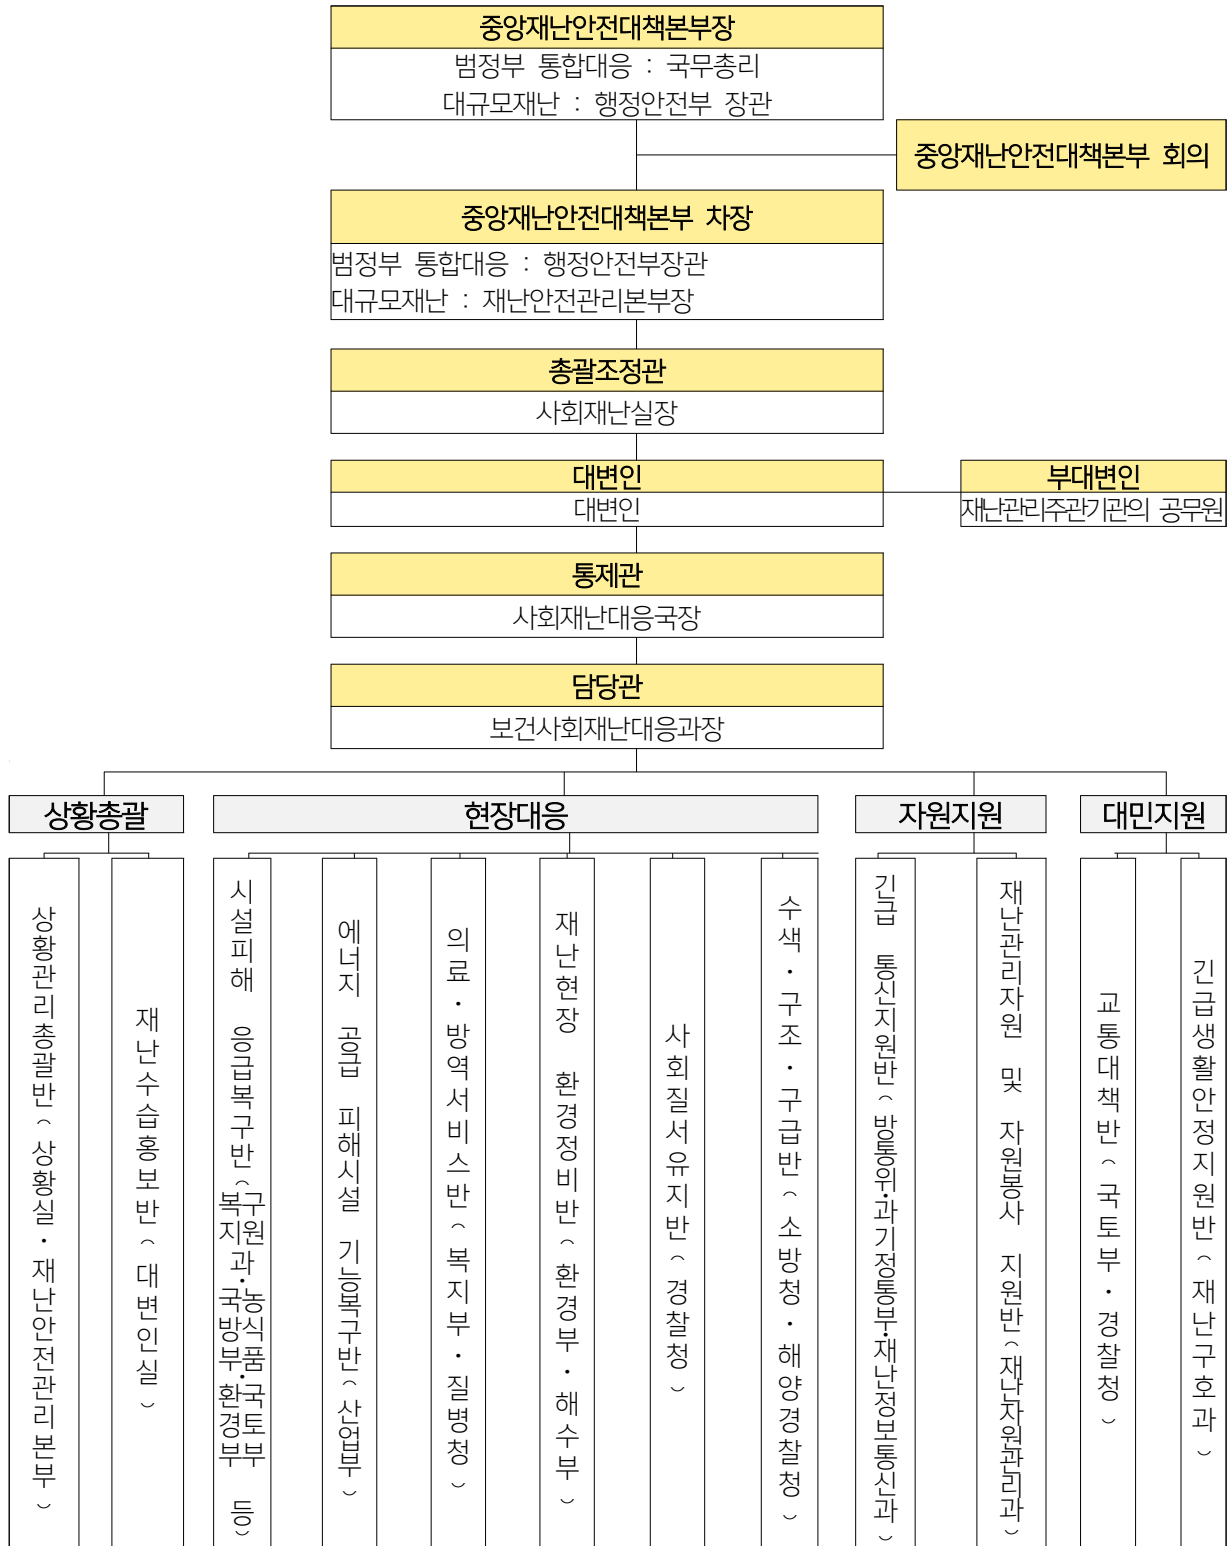 중앙재난안전대책본부장
범정부 통합대응 : 국무총리
대규모재난 : 행정안전부 장관
중앙재난안전대책본부 회의
중앙재난안전대책본부 차장
범정부 통합대응 : 행정안전부장관
대규모재난 : 재난안전관리본부장
총괄조정관
사회재난실장
대변인
대변인
부대변인
재난관리주관기관의 공무원
통제관
사회재난대응국장
담당관
보건사회재난대응과장
상황총괄
현장대응
자원지원
대민지원
상황관리총괄반(상황실·재난안전관리본부)
재난수습홍보반(대변인실)
시설피해 응급복구반(복구지원과·농식품·국토부·국방부·환경부 등)
에너지 공급 피해시설 기능복구반(산업부)
의료·방역서비스반(복지부·질병청)
재난현장 환경정비반(환경부·해수부)
사회질서유지반(경찰청)
수색·구조·구급반(소방청·해양경찰청)
긴급 통신지원반(방통위·과기정통부·재난정보통신과)
재난관리자원 및 자원봉사 지원반(재난자원관리과)
교통대책반(국토부·경찰청)
긴급생활안정지원반(재난구호과)